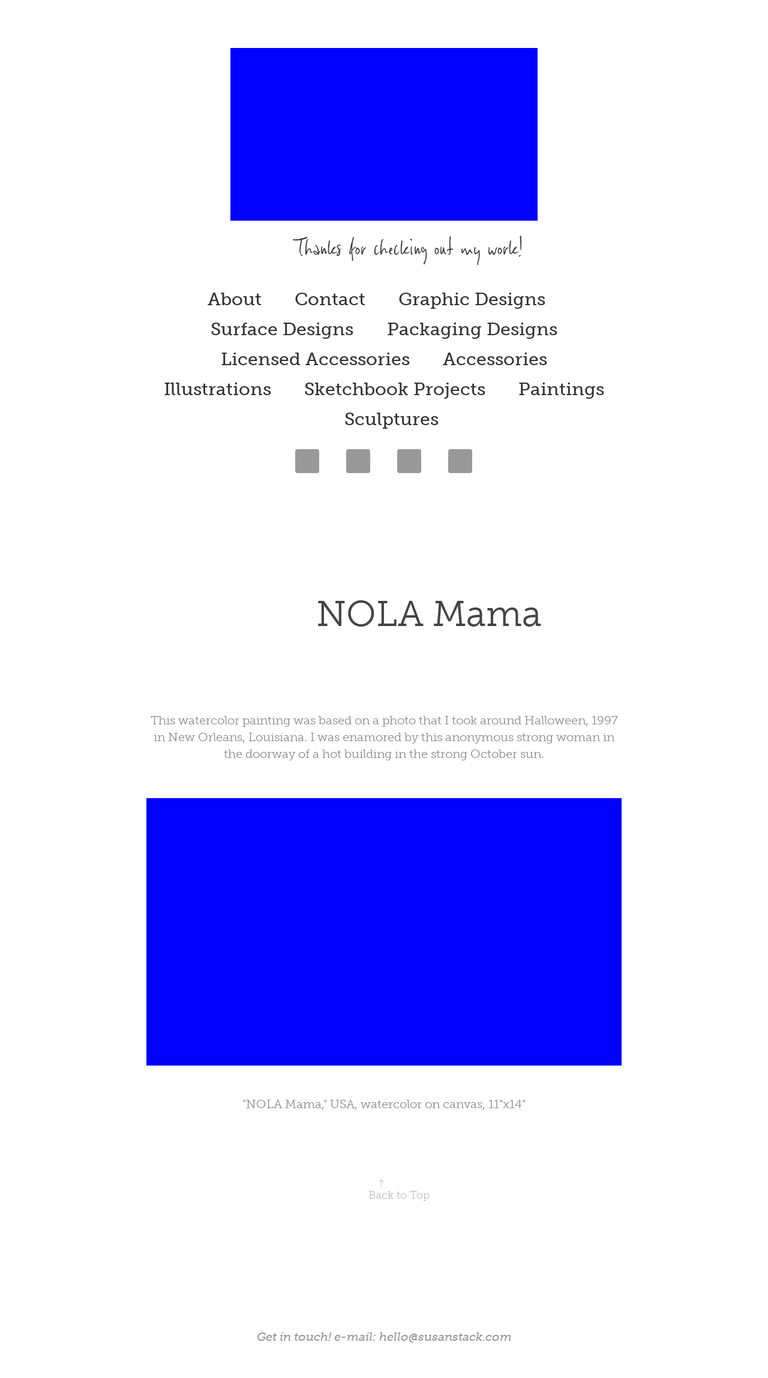 Thanks for checking out my work!
About Contact Graphic Designs
Surface Designs Packaging Designs
Licensed Accessories Accessories
Illustrations Sketchbook Projects Paintings
Sculptures
NOLA Mama
This watercolor painting was based on a photo that I took around Halloween, 1997
in New Orleans, Louisiana. I was enamored by this anonymous strong woman in
the doorway of a hot building in the strong October sun.
"NOLA Mama," USA, watercolor on canvas, 11"x14"
↑
Back to Top
Get in touch! e-mail: hello@susanstack.com